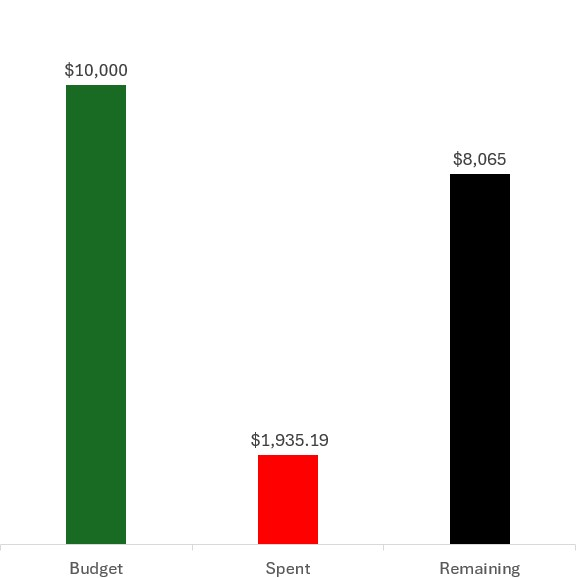 $10,000
$8,065
$1,935.19
Budget Spent Remaining